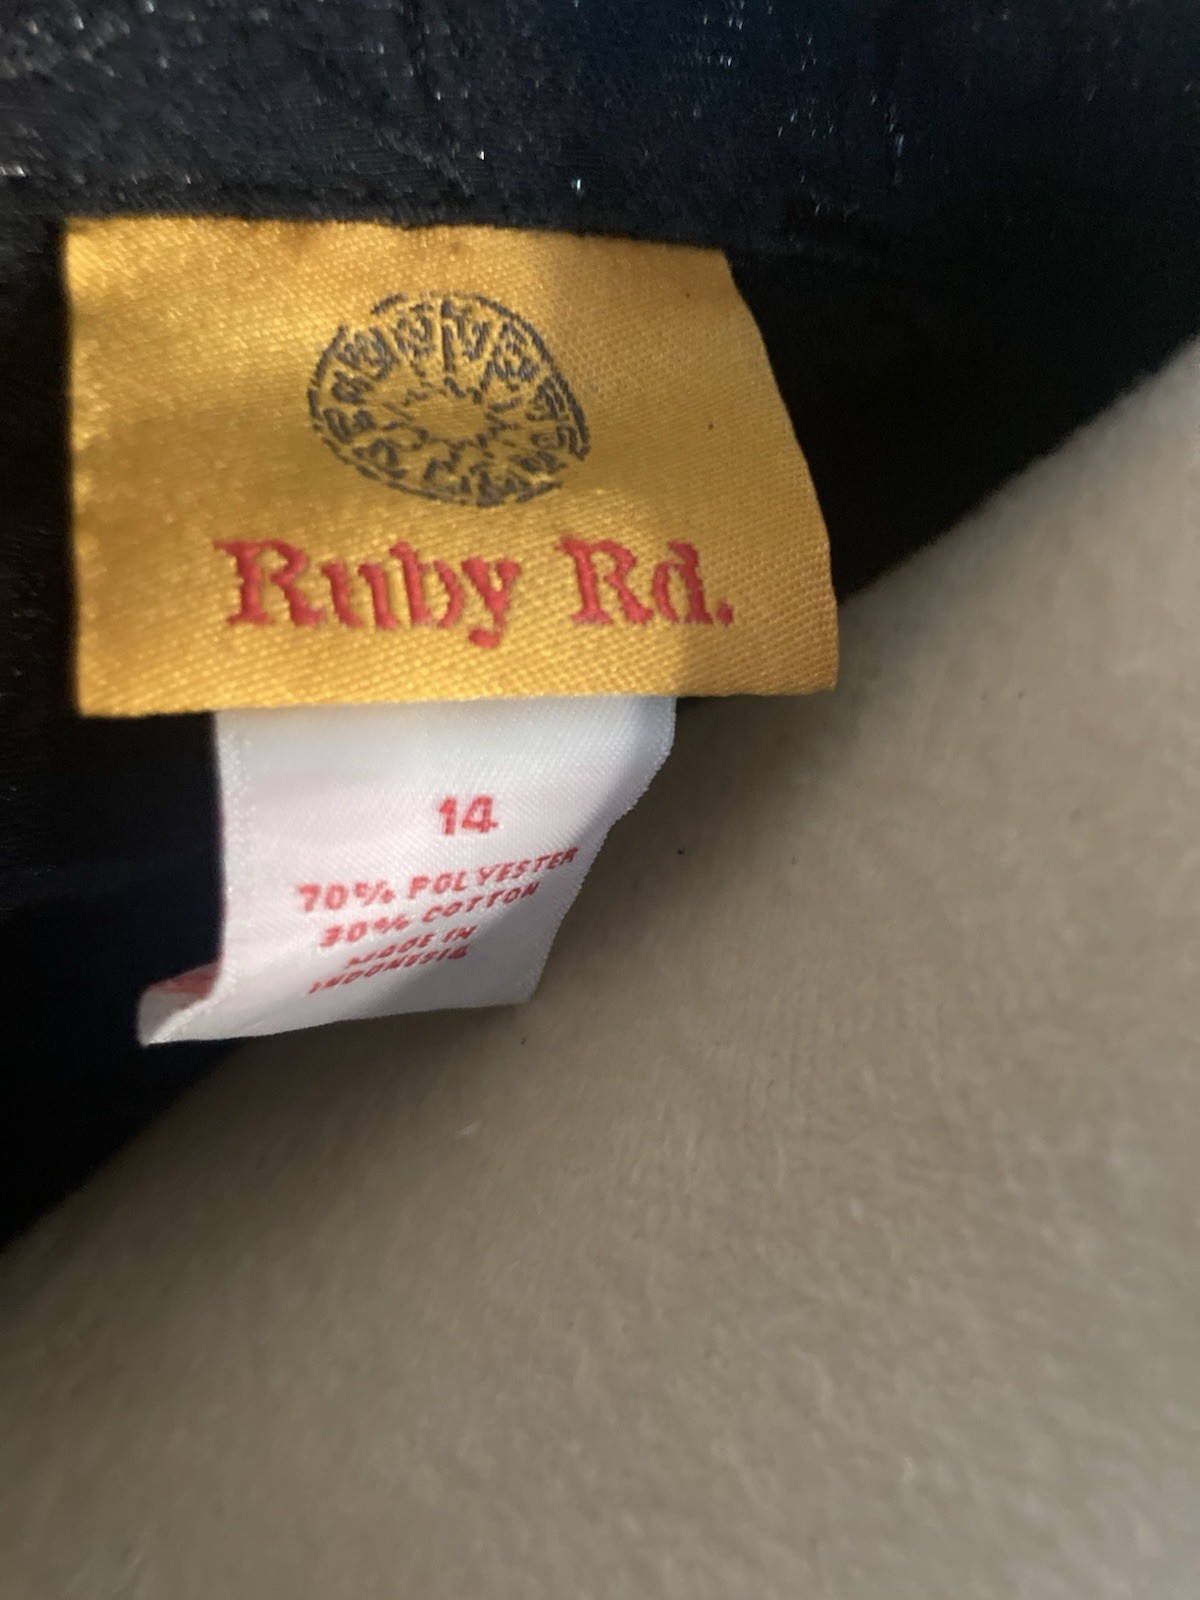 Ruby Rd.
14
70% POLYESTER
30% COTTON
MADE IN
INDONESIA